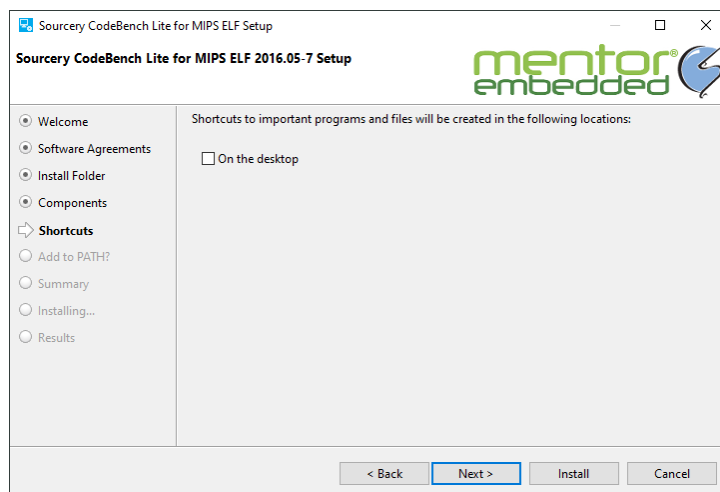 Sourcery CodeBench Lite for MIPS ELF Setup
Sourcery CodeBench Lite for MIPS ELF 2016.05-7 Setup
mentor®
embedded
Welcome
Software Agreements
Install Folder
Components
Shortcuts
Add to PATH?
Summary
Installing...
Results
Shortcuts to important programs and files will be created in the following locations:
On the desktop
< Back
Next >
Install
Cancel